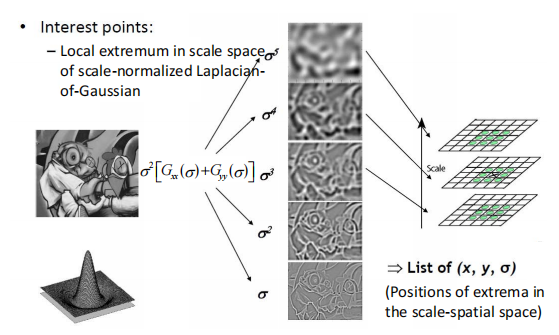 • Interest points:
– Local extremum in scale space
of scale-normalized Laplacian-
of-Gaussian
σ⁵
σ⁴
σ²[Gₓₓ(σ)+Gᵧᵧ(σ)] σ³
σ²
σ
Scale
⇒ List of (x, y, σ)
(Positions of extrema in
the scale-spatial space)